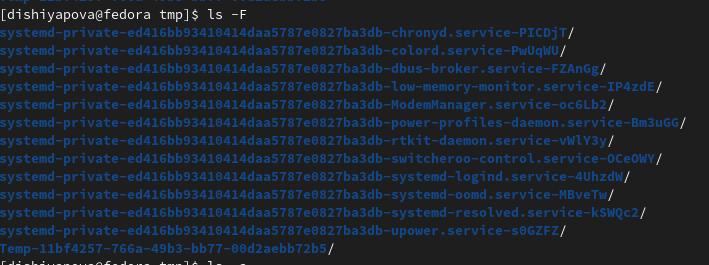 [dishiyapova@fedora tmp]$ ls -F
systemd-private-ed416bb93410414daa5787e0827ba3db-chronyd.service-PICDjT/
systemd-private-ed416bb93410414daa5787e0827ba3db-colord.service-PwUqWU/
systemd-private-ed416bb93410414daa5787e0827ba3db-dbus-broker.service-FZAnGg/
systemd-private-ed416bb93410414daa5787e0827ba3db-low-memory-monitor.service-IP4zdE/
systemd-private-ed416bb93410414daa5787e0827ba3db-ModemManager.service-oc6Lb2/
systemd-private-ed416bb93410414daa5787e0827ba3db-power-profiles-daemon.service-Bm3uGG/
systemd-private-ed416bb93410414daa5787e0827ba3db-rtkit-daemon.service-vWlY3y/
systemd-private-ed416bb93410414daa5787e0827ba3db-switcheroo-control.service-OCeOWY/
systemd-private-ed416bb93410414daa5787e0827ba3db-systemd-logind.service-4UhzdW/
systemd-private-ed416bb93410414daa5787e0827ba3db-systemd-oomd.service-MBveTw/
systemd-private-ed416bb93410414daa5787e0827ba3db-systemd-resolved.service-kSWQc2/
systemd-private-ed416bb93410414daa5787e0827ba3db-upower.service-s0GZFZ/
Temp-11bf4257-766a-49b3-bb77-00d2aebb72b5/
[dishiyapova@fedora tmp]$ ls